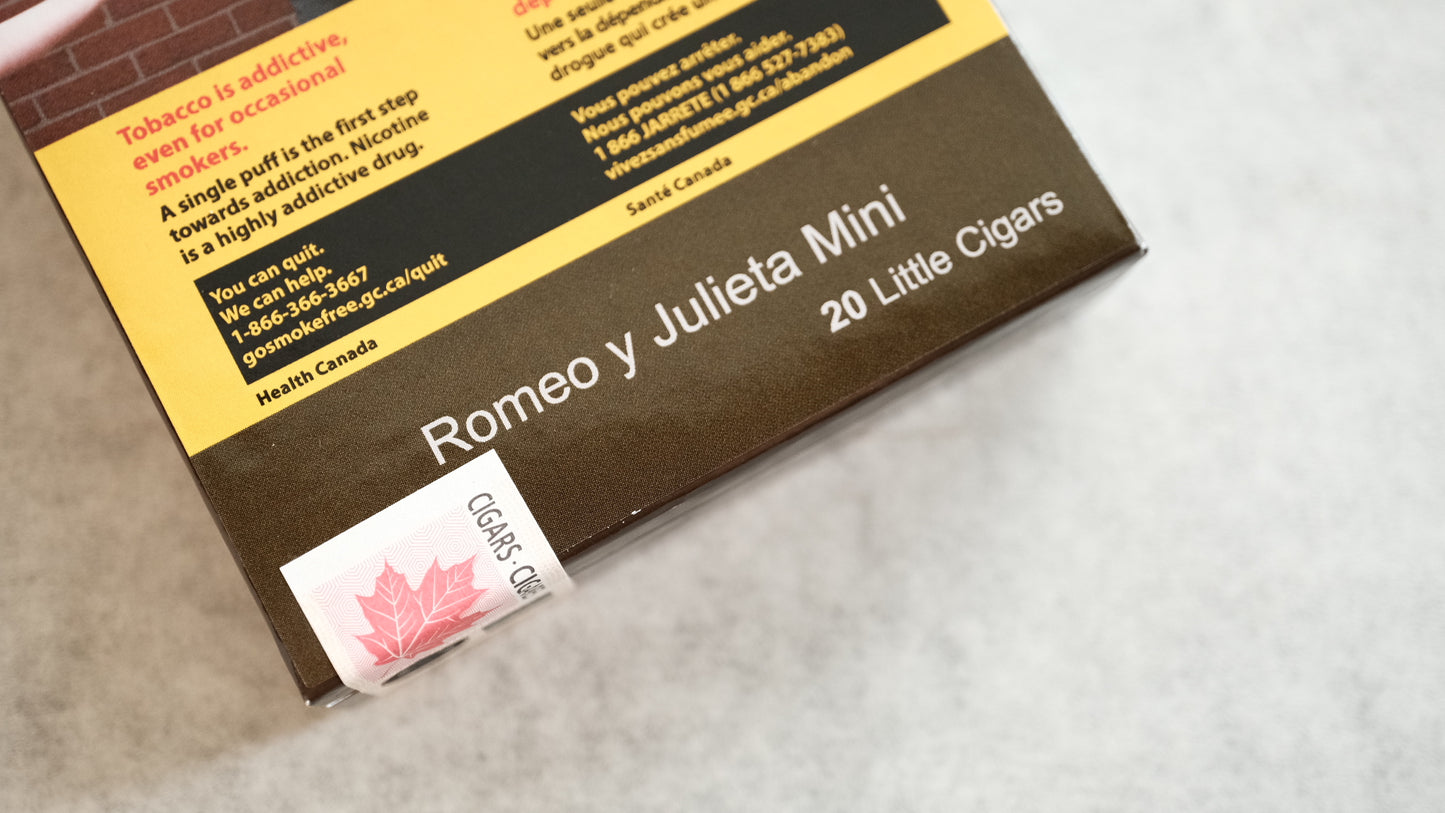 Tobacco is addictive,
even for occasional
smokers.
A single puff is the first step
towards addiction. Nicotine
is a highly addictive drug.
You can quit.
We can help.
1-866-366-3667
gosmokefree.gc.ca/quit
Health Canada
Une seule
vers la dépend
drogue qui crée un
Vous pouvez arrêter.
Nous pouvons vous aider.
1 866 JARRETE (1 866 527-7383)
vivezsansfumee.gc.ca/abandon
Santé Canada
Romeo y Julieta Mini
20 Little Cigars
CIGARS · CIG